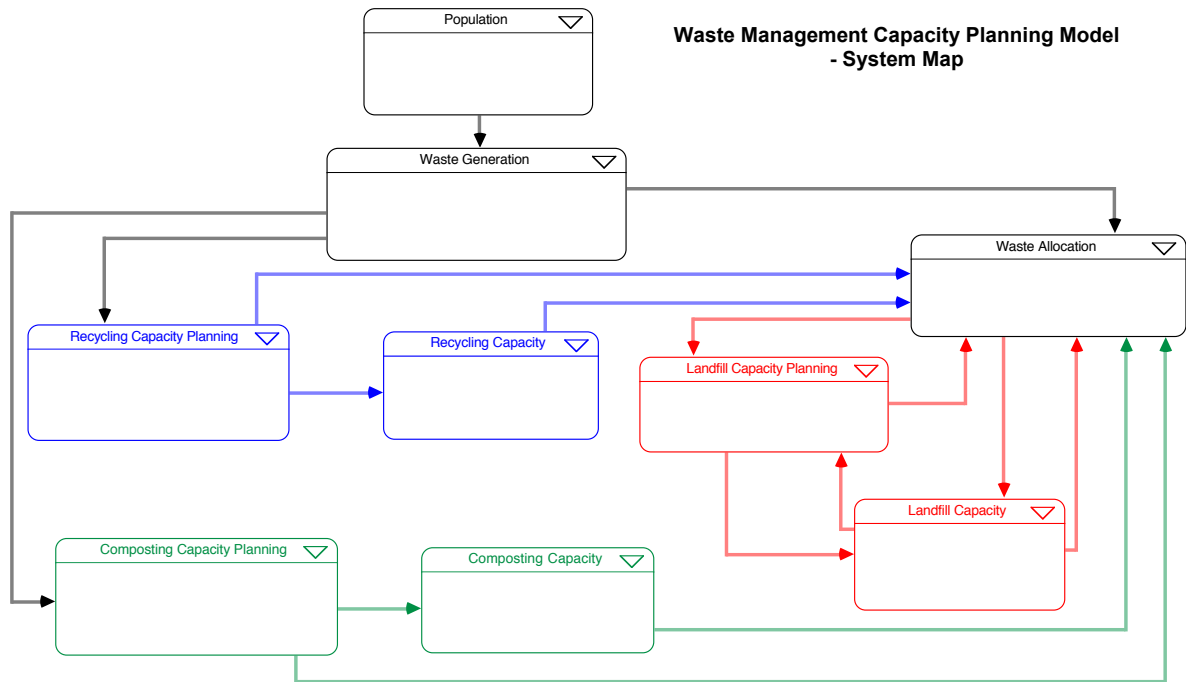 Population
Waste Management Capacity Planning Model
- System Map
Waste Generation
Waste Allocation
Recycling Capacity Planning
Recycling Capacity
Landfill Capacity Planning
Landfill Capacity
Composting Capacity Planning
Composting Capacity